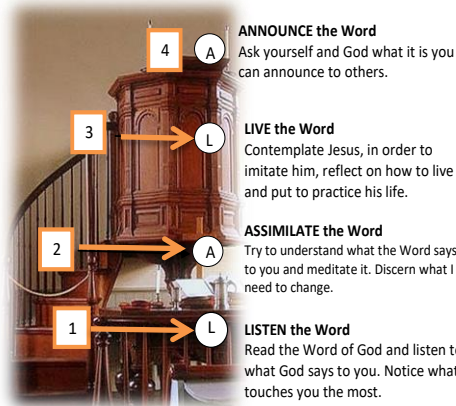 4
A
ANNOUNCE the Word
Ask yourself and God what it is you
can announce to others.
3
L
LIVE the Word
Contemplate Jesus, in order to
imitate him, reflect on how to live
and put to practice his life.
2
A
ASSIMILATE the Word
Try to understand what the Word says
to you and meditate it. Discern what I
need to change.
1
L
LISTEN the Word
Read the Word of God and listen to
what God says to you. Notice what
touches you the most.